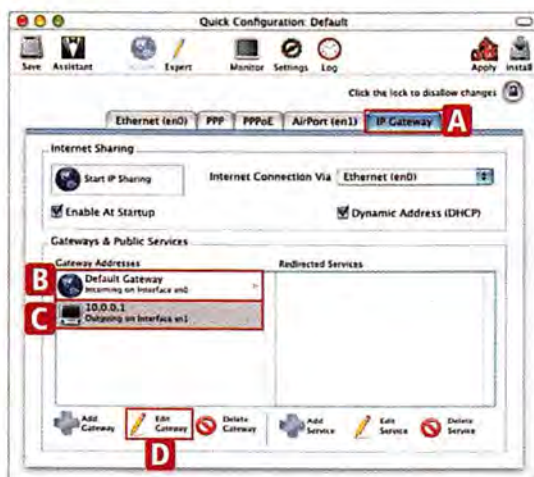 Quick Configuration: Default
Save Assistant Expert Monitor Settings Log Apply Install
Click the lock to disallow changes
Ethernet (en0) PPP PPPoE AirPort (en1) IP Gateway A
Internet Sharing
Start IP Sharing Internet Connection Via Ethernet (en0)
Enable At Startup Dynamic Address (DHCP)
Gateways & Public Services
Gateway Addresses Redirected Services
B Default Gateway
Incoming on Interface en0
C 10.0.0.1
Outgoing on Interface en1
Add Gateway Edit Gateway Delete Gateway Add Service Edit Service Delete Service
D